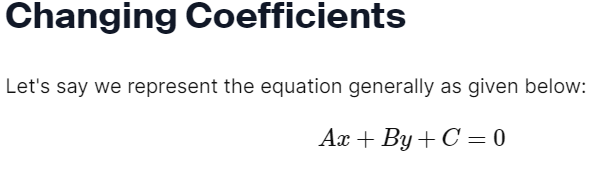 Changing Coefficients
Let's say we represent the equation generally as given below:
Ax + By + C = 0